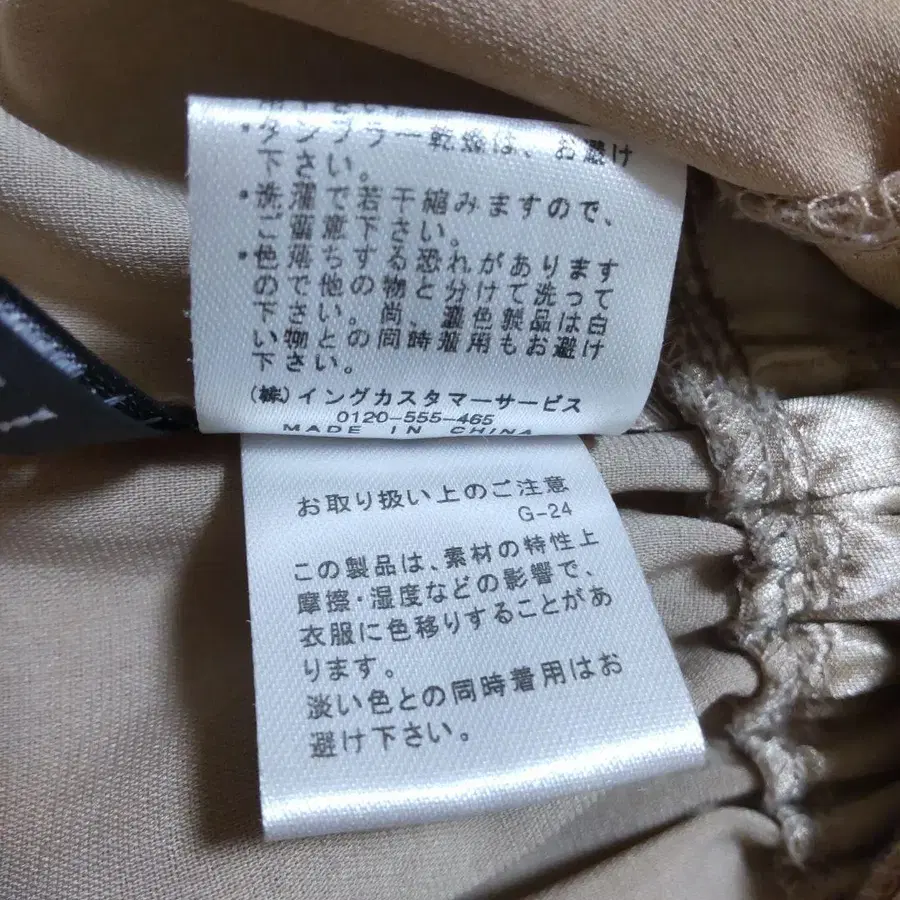 ・タンブラー乾燥は、お避け
下さい。
・洗濯で若干縮みますので、
ご留意下さい。
・色落ちする恐れがあります
ので他の物と分けて洗って
下さい。尚、濃色製品は白
い物との同時着用もお避け
下さい。
(株)イングカスタマーサービス
0120-555-465
MADE IN CHINA
お取り扱い上のご注意
G-24
この製品は、素材の特性上
摩擦・湿度などの影響で、
衣服に色移りすることがあ
ります。
淡い色との同時着用はお
避け下さい。